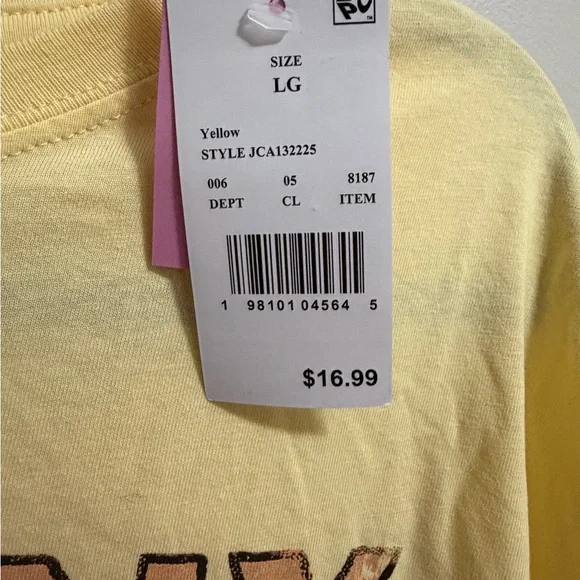 SIZE
LG
Yellow
STYLE JCA132225
006 05 8187
DEPT CL ITEM
1 98101 04564 5
$16.99